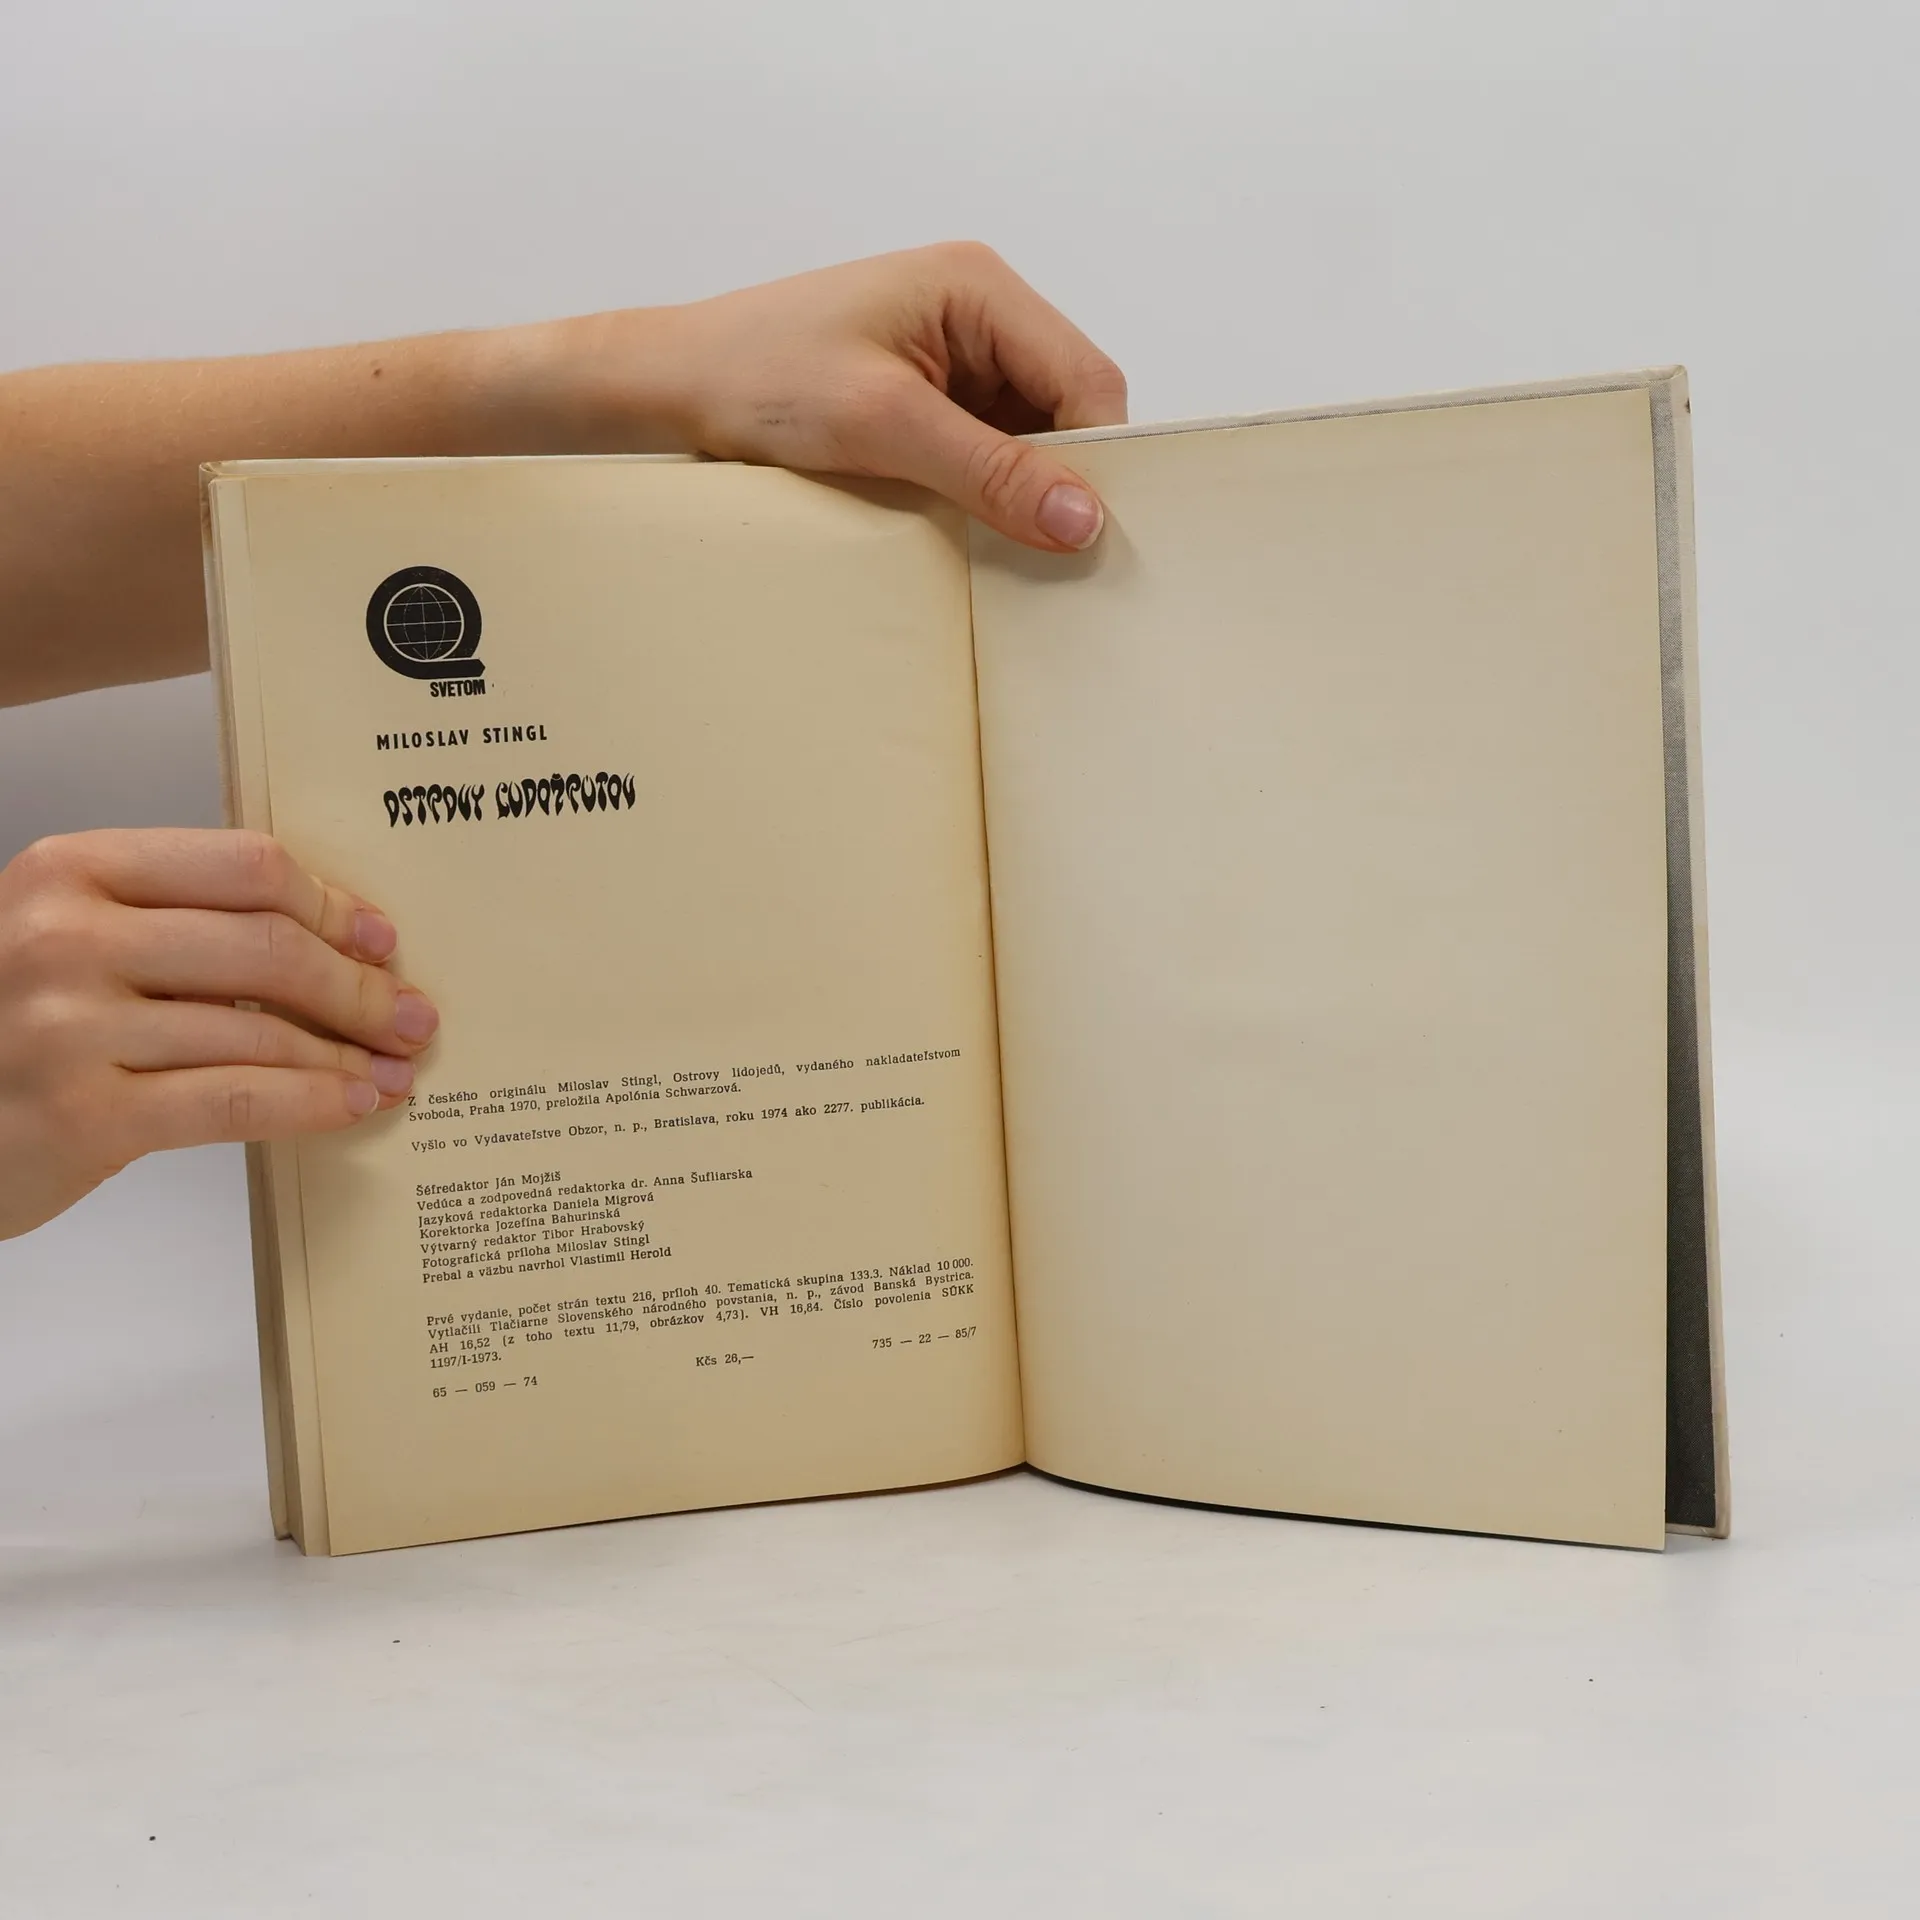 SVETOM
MILOSLAV STINGL
OSTROVY ĽUDOŽRÚTOV
Z českého originálu Miloslav Stingl, Ostrovy lidojedů, vydaného nakladateľstvom
Svoboda, Praha 1970, preložila Apolónia Schwarzová.
Vyšlo vo Vydavateľstve Obzor, n. p., Bratislava, roku 1974 ako 2277. publikácia.
Šéfredaktor Ján Mojžiš
Vedúca a zodpovedná redaktorka dr. Anna Šufliarska
Jazyková redaktorka Daniela Migrová
Korektorka Jozefína Bahurinská
Výtvarný redaktor Tibor Hrabovský
Fotografická príloha Miloslav Stingl
Prebal a väzbu navrhol Vlastimil Herold
Prvé vydanie, počet strán textu 216, príloh 40. Tematická skupina 133.3. Náklad 10 000.
Vytlačili Tlačiarne Slovenského národného povstania, n. p., závod Banská Bystrica.
AH 16,52 (z toho textu 11,79, obrázkov 4,73). VH 16,84. Číslo povolenia SÚKK
1197/I-1973.
735 — 22 — 85/7
Kčs 26,—
65 — 059 — 74